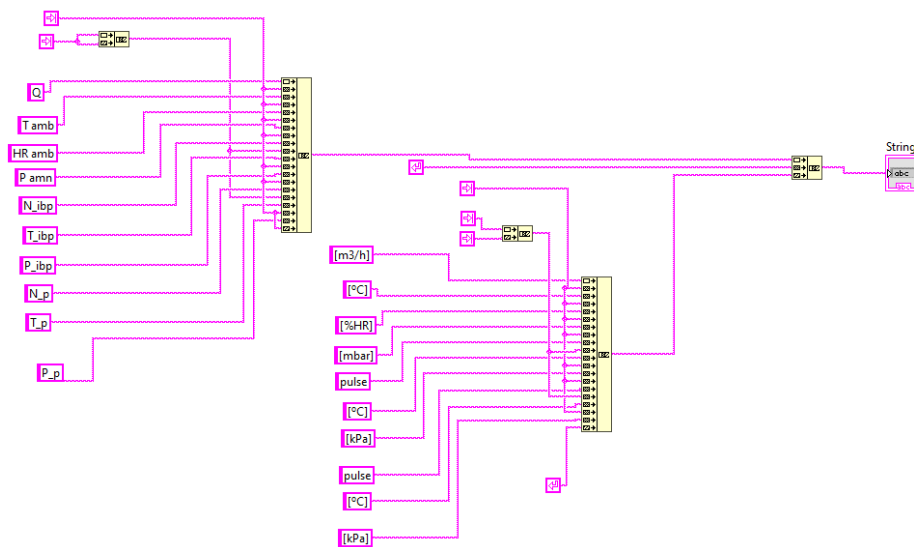 Q
T amb
HR amb
P amn
N_ibp
T_ibp
P_ibp
N_p
T_p
P_p
[m3/h]
[ºC]
[%HR]
[mbar]
pulse
[ºC]
[kPa]
pulse
[ºC]
[kPa]
String
abc
abc